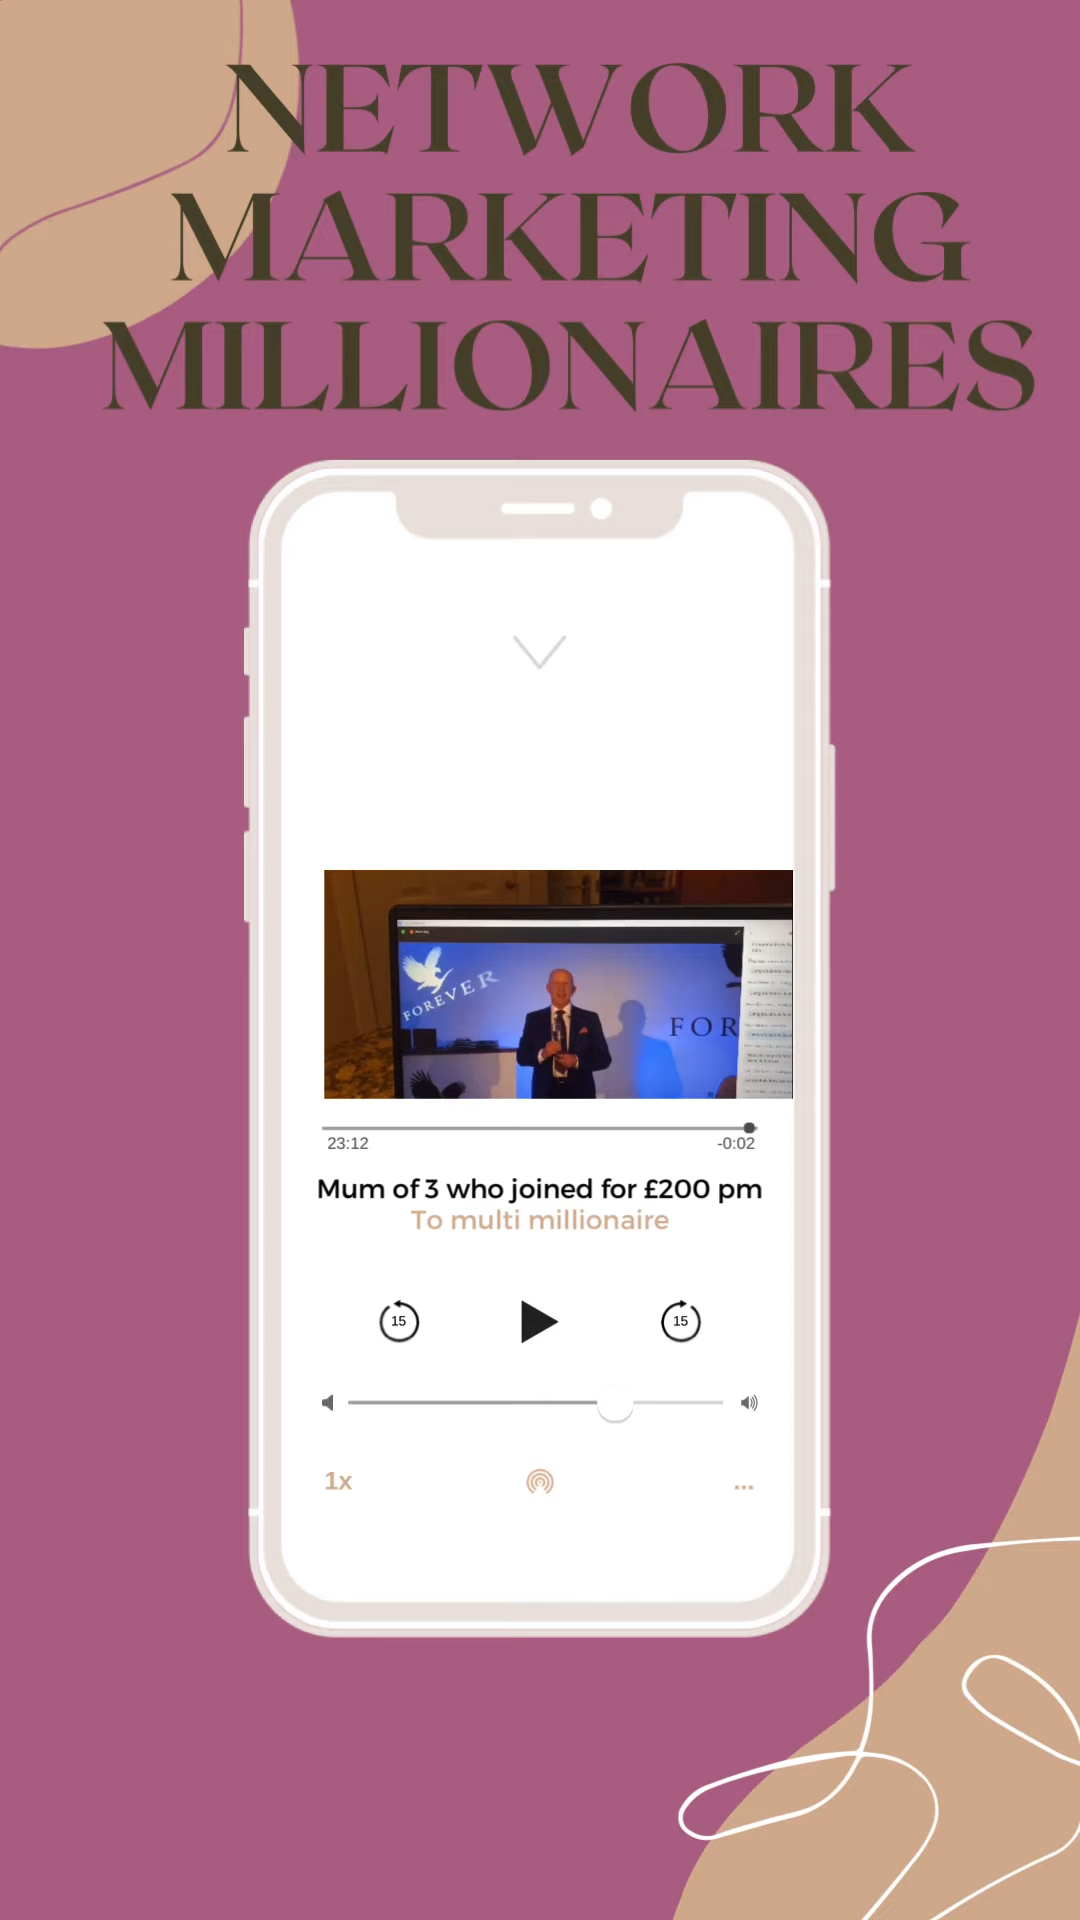 NETWORK
MARKETING
MILLIONAIRES
FOREVER
FOR
23:12
-0:02
Mum of 3 who joined for £200 pm
To multi millionaire
15
15
1x
...